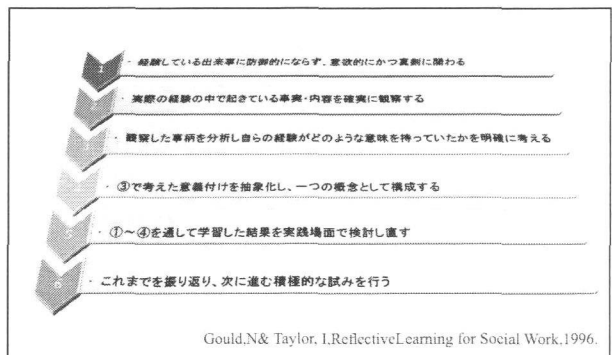 1 ・経験している出来事に防御的にならず、意欲的にかつ真剣に関わる
2 ・実際の経験の中で起きている事実・内容を確実に観察する
・観察した事柄を分析し自らの経験がどのような意味を持っていたかを明確に考える
・③で考えた意義付けを抽象化し、一つの概念として構成する
5 ・①～④を通して学習した結果を実践場面で検討し直す
6 ・これまでを振り返り、次に進む積極的な試みを行う
Gould,N& Taylor, I,ReflectiveLearning for Social Work,1996.